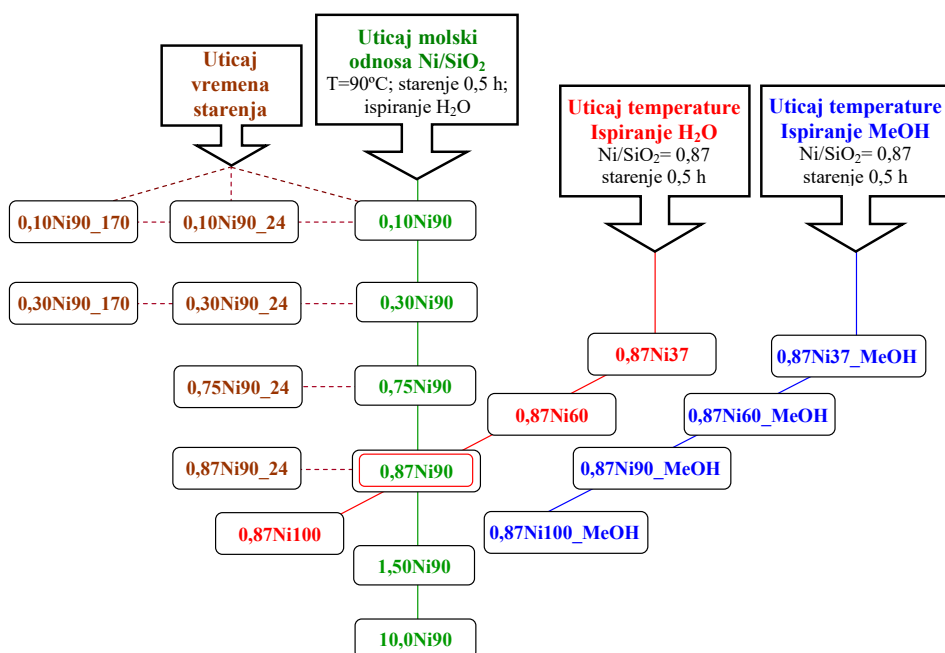 Uticaj
vremena
starenja
Uticaj molski
odnosa Ni/SiO₂
T=90ºC; starenje 0,5 h;
ispiranje H₂O
Uticaj temperature
Ispiranje H₂O
Ni/SiO₂= 0,87
starenje 0,5 h
Uticaj temperature
Ispiranje MeOH
Ni/SiO₂= 0,87
starenje 0,5 h
0,10Ni90_170
0,10Ni90_24
0,10Ni90
0,30Ni90_170
0,30Ni90_24
0,30Ni90
0,87Ni37
0,87Ni37_MeOH
0,75Ni90_24
0,75Ni90
0,87Ni60
0,87Ni60_MeOH
0,87Ni90_24
0,87Ni90
0,87Ni90_MeOH
0,87Ni100
0,87Ni100_MeOH
1,50Ni90
10,0Ni90